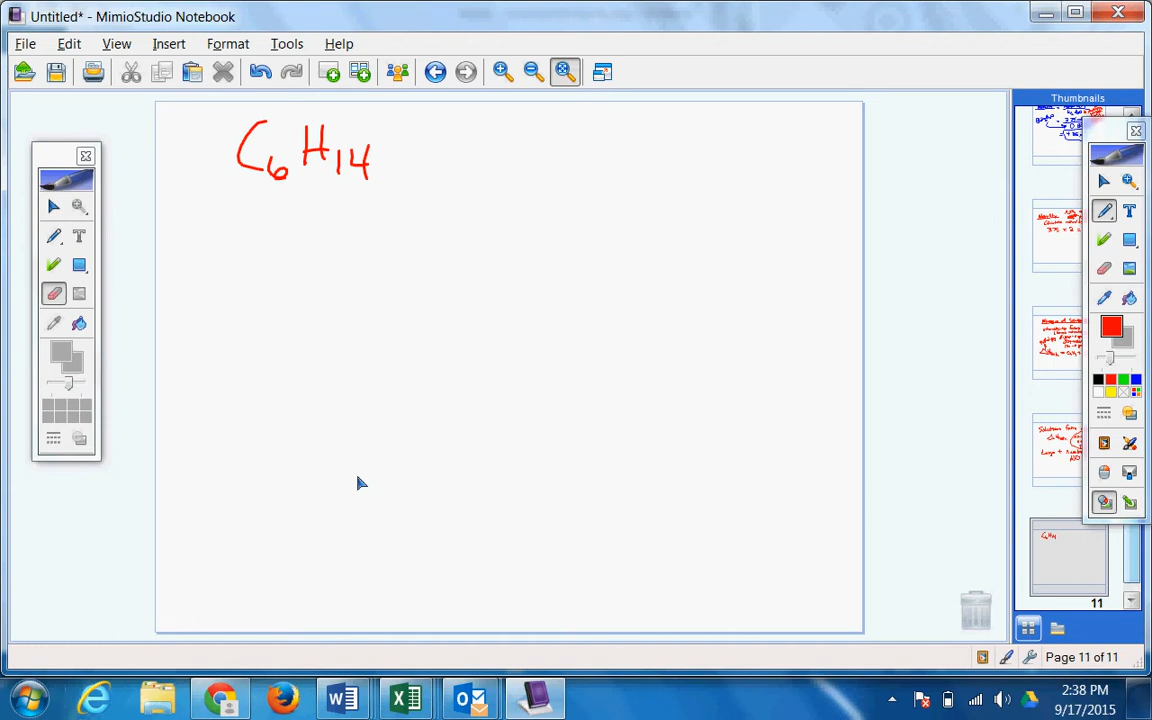 Untitled* - MimioStudio Notebook
File Edit View Insert Format Tools Help
Thumbnails
C6H14
C6H14
11
Page 11 of 11
2:38 PM
9/17/2015